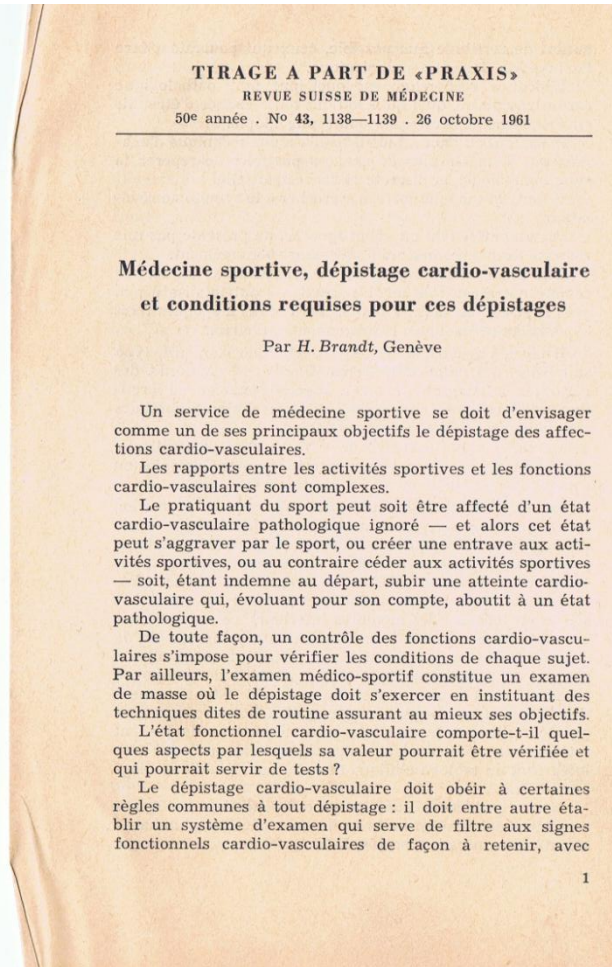 TIRAGE A PART DE «PRAXIS»
REVUE SUISSE DE MÉDECINE
50e année . No 43, 1138—1139 . 26 octobre 1961
Médecine sportive, dépistage cardio-vasculaire
et conditions requises pour ces dépistages
Par H. Brandt, Genève
Un service de médecine sportive se doit d'envisager
comme un de ses principaux objectifs le dépistage des affec-
tions cardio-vasculaires.
Les rapports entre les activités sportives et les fonctions
cardio-vasculaires sont complexes.
Le pratiquant du sport peut soit être affecté d'un état
cardio-vasculaire pathologique ignoré — et alors cet état
peut s'aggraver par le sport, ou créer une entrave aux acti-
vités sportives, ou au contraire céder aux activités sportives
— soit, étant indemne au départ, subir une atteinte cardio-
vasculaire qui, évoluant pour son compte, aboutit à un état
pathologique.
De toute façon, un contrôle des fonctions cardio-vascu-
laires s'impose pour vérifier les conditions de chaque sujet.
Par ailleurs, l'examen médico-sportif constitue un examen
de masse où le dépistage doit s'exercer en instituant des
techniques dites de routine assurant au mieux ses objectifs.
L'état fonctionnel cardio-vasculaire comporte-t-il quel-
ques aspects par lesquels sa valeur pourrait être vérifiée et
qui pourrait servir de tests ?
Le dépistage cardio-vasculaire doit obéir à certaines
règles communes à tout dépistage : il doit entre autre éta-
blir un système d'examen qui serve de filtre aux signes
fonctionnels cardio-vasculaires de façon à retenir, avec
1